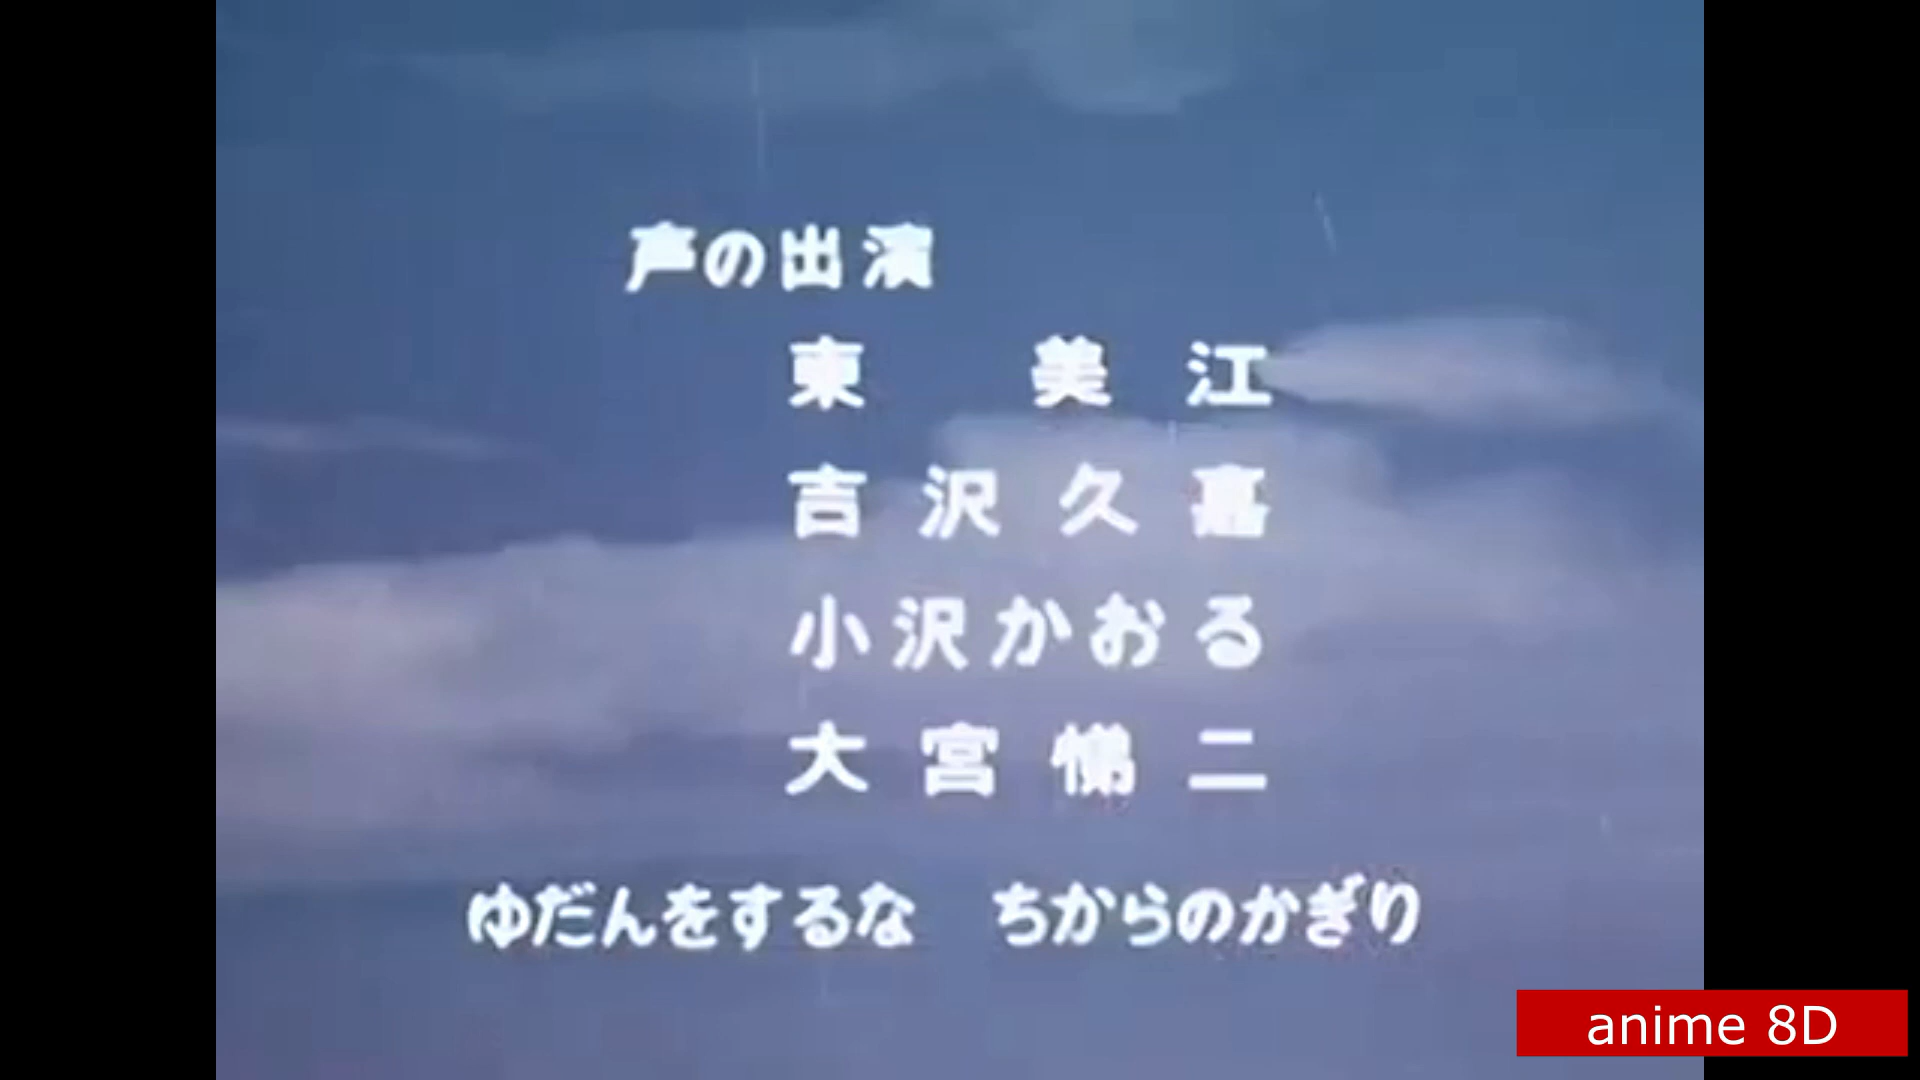 声の出演
東 美江
吉沢久嘉
小沢かおる
大宮悌二
ゆだんをするな ちからのかぎり
anime 8D